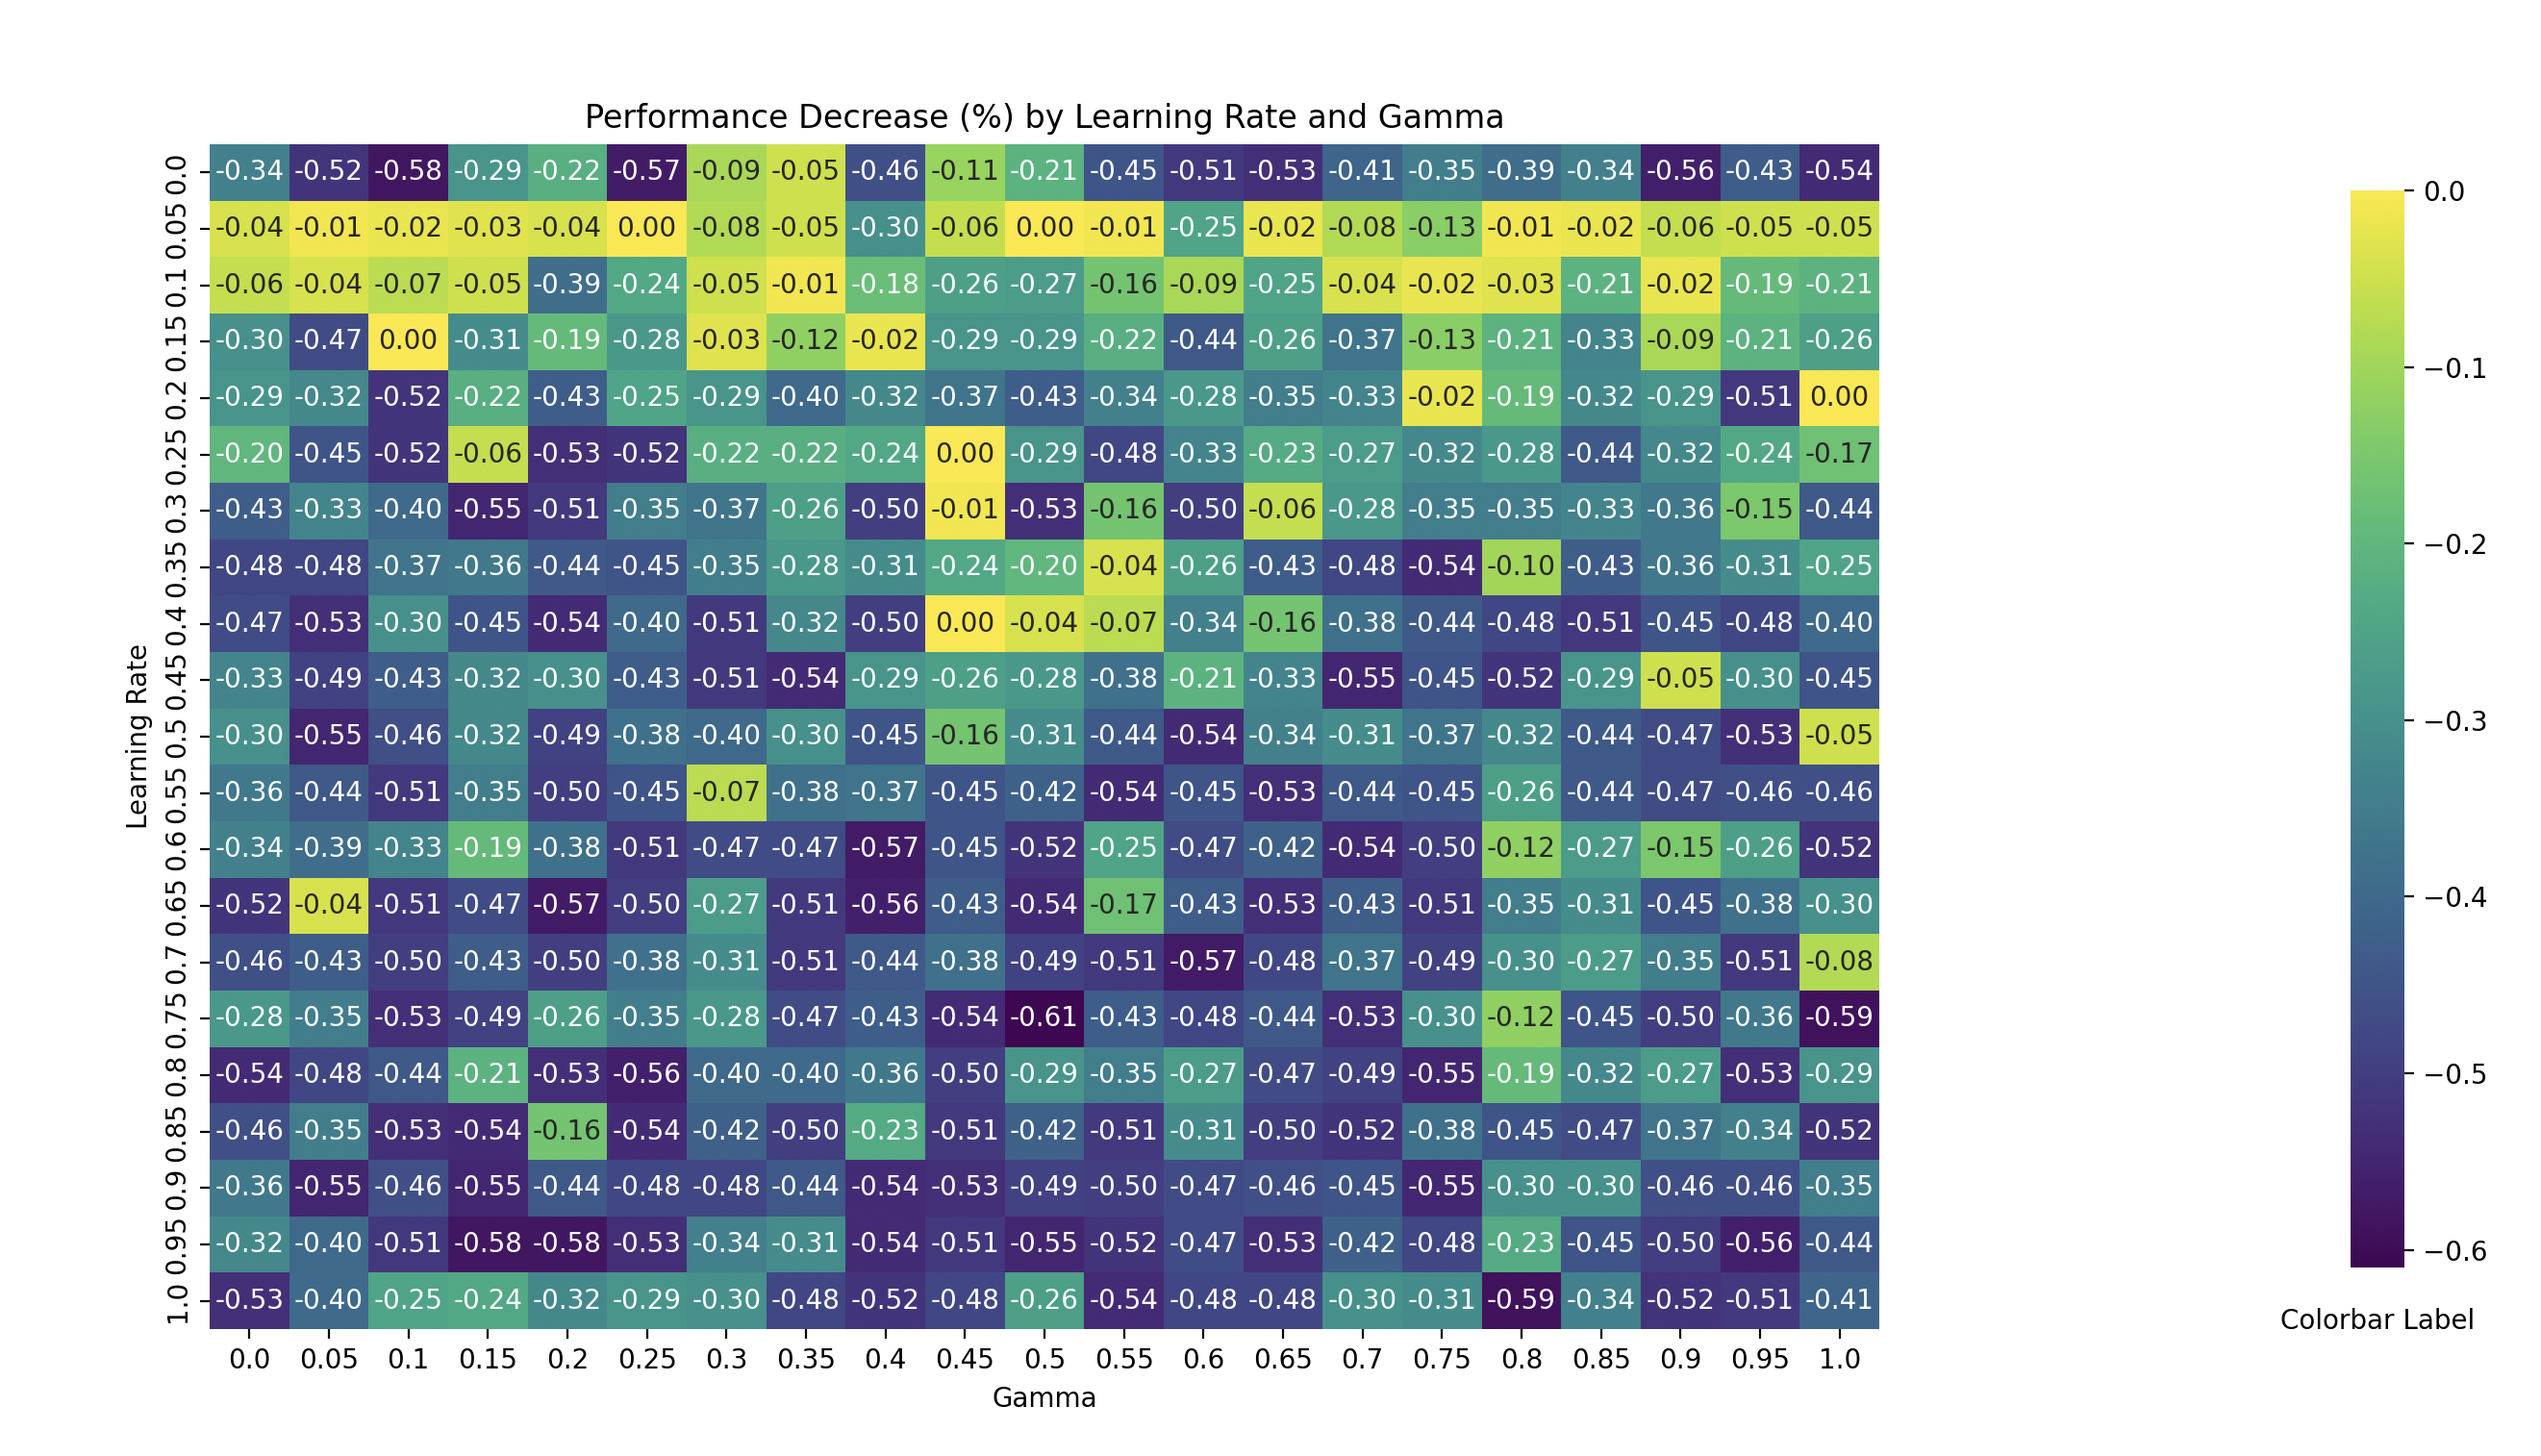 Performance Decrease (%) by Learning Rate and Gamma
0.0 -0.34 -0.52 -0.58 -0.29 -0.22 -0.57 -0.09 -0.05 -0.46 -0.11 -0.21 -0.45 -0.51 -0.53 -0.41 -0.35 -0.39 -0.34 -0.56 -0.43 -0.54
0.05 -0.04 -0.01 -0.02 -0.03 -0.04 0.00 -0.08 -0.05 -0.30 -0.06 0.00 -0.01 -0.25 -0.02 -0.08 -0.13 -0.01 -0.02 -0.06 -0.05 -0.05
0.1 -0.06 -0.04 -0.07 -0.05 -0.39 -0.24 -0.05 -0.01 -0.18 -0.26 -0.27 -0.16 -0.09 -0.25 -0.04 -0.02 -0.03 -0.21 -0.02 -0.19 -0.21
0.15 -0.30 -0.47 0.00 -0.31 -0.19 -0.28 -0.03 -0.12 -0.02 -0.29 -0.29 -0.22 -0.44 -0.26 -0.37 -0.13 -0.21 -0.33 -0.09 -0.21 -0.26
0.2 -0.29 -0.32 -0.52 -0.22 -0.43 -0.25 -0.29 -0.40 -0.32 -0.37 -0.43 -0.34 -0.28 -0.35 -0.33 -0.02 -0.19 -0.32 -0.29 -0.51 0.00
0.25 -0.20 -0.45 -0.52 -0.06 -0.53 -0.52 -0.22 -0.22 -0.24 0.00 -0.29 -0.48 -0.33 -0.23 -0.27 -0.32 -0.28 -0.44 -0.32 -0.24 -0.17
0.3 -0.43 -0.33 -0.40 -0.55 -0.51 -0.35 -0.37 -0.26 -0.50 -0.01 -0.53 -0.16 -0.50 -0.06 -0.28 -0.35 -0.35 -0.33 -0.36 -0.15 -0.44
0.35 -0.48 -0.48 -0.37 -0.36 -0.44 -0.45 -0.35 -0.28 -0.31 -0.24 -0.20 -0.04 -0.26 -0.43 -0.48 -0.54 -0.10 -0.43 -0.36 -0.31 -0.25
0.4 -0.47 -0.53 -0.30 -0.45 -0.54 -0.40 -0.51 -0.32 -0.50 0.00 -0.04 -0.07 -0.34 -0.16 -0.38 -0.44 -0.48 -0.51 -0.45 -0.48 -0.40
0.45 -0.33 -0.49 -0.43 -0.32 -0.30 -0.43 -0.51 -0.54 -0.29 -0.26 -0.28 -0.38 -0.21 -0.33 -0.55 -0.45 -0.52 -0.29 -0.05 -0.30 -0.45
0.5 -0.30 -0.55 -0.46 -0.32 -0.49 -0.38 -0.40 -0.30 -0.45 -0.16 -0.31 -0.44 -0.54 -0.34 -0.31 -0.37 -0.32 -0.44 -0.47 -0.53 -0.05
0.55 -0.36 -0.44 -0.51 -0.35 -0.50 -0.45 -0.07 -0.38 -0.37 -0.45 -0.42 -0.54 -0.45 -0.53 -0.44 -0.45 -0.26 -0.44 -0.47 -0.46 -0.46
0.6 -0.34 -0.39 -0.33 -0.19 -0.38 -0.51 -0.47 -0.47 -0.57 -0.45 -0.52 -0.25 -0.47 -0.42 -0.54 -0.50 -0.12 -0.27 -0.15 -0.26 -0.52
0.65 -0.52 -0.04 -0.51 -0.47 -0.57 -0.50 -0.27 -0.51 -0.56 -0.43 -0.54 -0.17 -0.43 -0.53 -0.43 -0.51 -0.35 -0.31 -0.45 -0.38 -0.30
0.7 -0.46 -0.43 -0.50 -0.43 -0.50 -0.38 -0.31 -0.51 -0.44 -0.38 -0.49 -0.51 -0.57 -0.48 -0.37 -0.49 -0.30 -0.27 -0.35 -0.51 -0.08
0.75 -0.28 -0.35 -0.53 -0.49 -0.26 -0.35 -0.28 -0.47 -0.43 -0.54 -0.61 -0.43 -0.48 -0.44 -0.53 -0.30 -0.12 -0.45 -0.50 -0.36 -0.59
0.8 -0.54 -0.48 -0.44 -0.21 -0.53 -0.56 -0.40 -0.40 -0.36 -0.50 -0.29 -0.35 -0.27 -0.47 -0.49 -0.55 -0.19 -0.32 -0.27 -0.53 -0.29
0.85 -0.46 -0.35 -0.53 -0.54 -0.16 -0.54 -0.42 -0.50 -0.23 -0.51 -0.42 -0.51 -0.31 -0.50 -0.52 -0.38 -0.45 -0.47 -0.37 -0.34 -0.52
0.9 -0.36 -0.55 -0.46 -0.55 -0.44 -0.48 -0.48 -0.44 -0.54 -0.53 -0.49 -0.50 -0.47 -0.46 -0.45 -0.55 -0.30 -0.30 -0.46 -0.46 -0.35
0.95 -0.32 -0.40 -0.51 -0.58 -0.58 -0.53 -0.34 -0.31 -0.54 -0.51 -0.55 -0.52 -0.47 -0.53 -0.42 -0.48 -0.23 -0.45 -0.50 -0.56 -0.44
1.0 -0.53 -0.40 -0.25 -0.24 -0.32 -0.29 -0.30 -0.48 -0.52 -0.48 -0.26 -0.54 -0.48 -0.48 -0.30 -0.31 -0.59 -0.34 -0.52 -0.51 -0.41
0.0 0.05 0.1 0.15 0.2 0.25 0.3 0.35 0.4 0.45 0.5 0.55 0.6 0.65 0.7 0.75 0.8 0.85 0.9 0.95 1.0
Gamma
Learning Rate
0.0
−0.1
−0.2
−0.3
−0.4
−0.5
−0.6
Colorbar Label